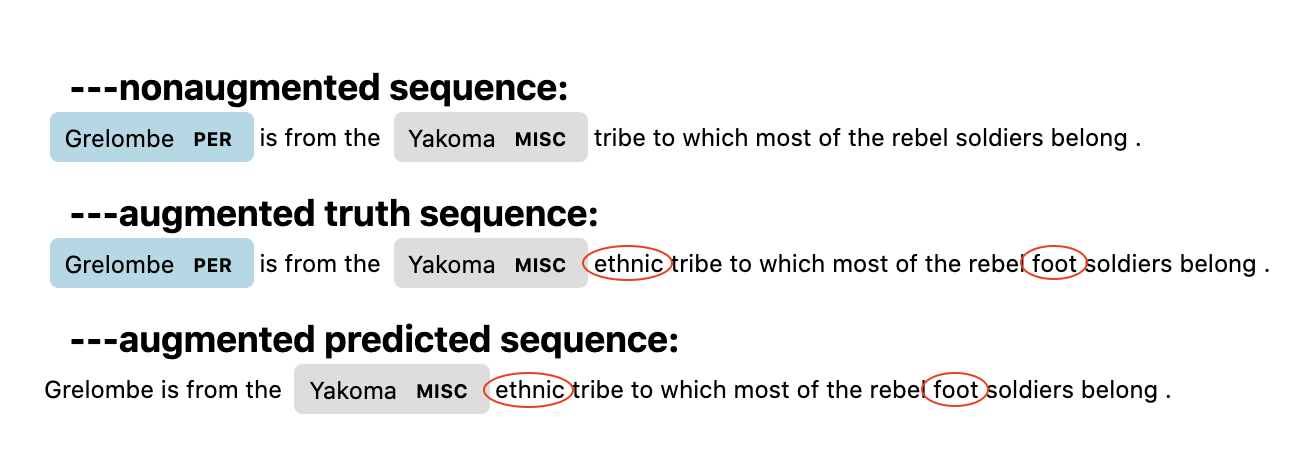 ---nonaugmented sequence:
Grelombe PER is from the Yakoma MISC tribe to which most of the rebel soldiers belong .
---augmented truth sequence:
Grelombe PER is from the Yakoma MISC ethnic tribe to which most of the rebel foot soldiers belong .
---augmented predicted sequence:
Grelombe is from the Yakoma MISC ethnic tribe to which most of the rebel foot soldiers belong .